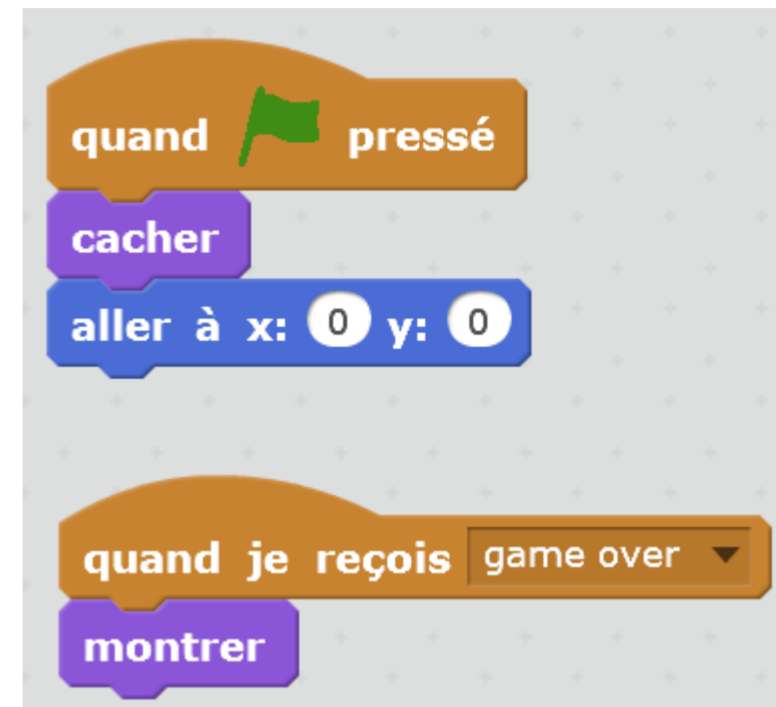 quand pressé
cacher
aller à x: 0 y: 0
quand je reçois game over
montrer